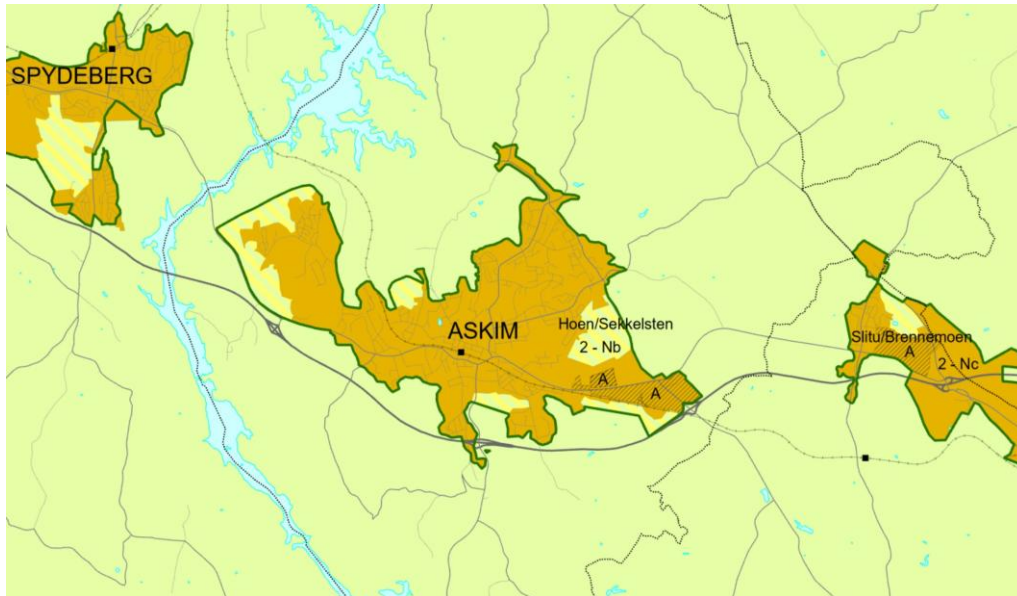 SPYDEBERG
ASKIM
Hoen/Sekkelsten
2 - Nb
A
A
Slitu/Brennemoen
A
2 - Nc